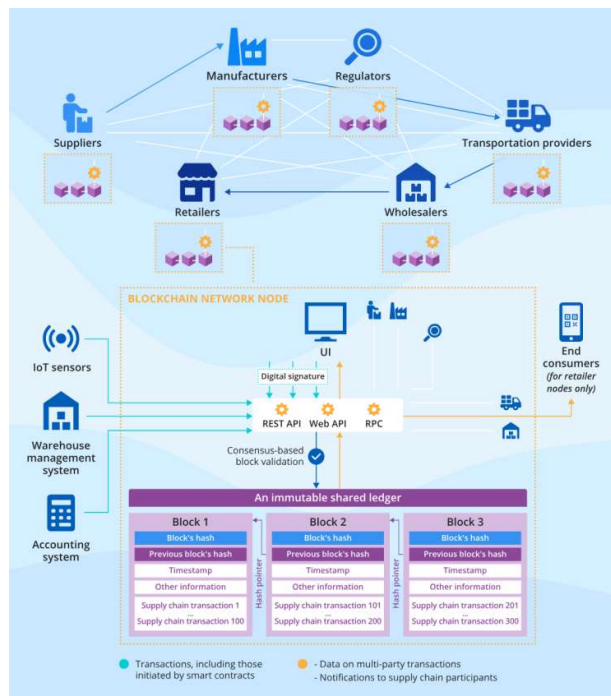 Manufacturers
Regulators
Suppliers
Transportation providers
Retailers
Wholesalers
BLOCKCHAIN NETWORK NODE
UI
Digital signature
IoT sensors
REST API
Web API
RPC
End
consumers
(for retailer
nodes only)
Warehouse
management
system
Consensus-based
block validation
Accounting
system
An immutable shared ledger
Block 1
Block's hash
Previous block's hash
Timestamp
Other information
Supply chain transaction 1
...
Supply chain transaction 100
Hash pointer
Block 2
Block's hash
Previous block's hash
Timestamp
Other information
Supply chain transaction 101
...
Supply chain transaction 200
Hash pointer
Block 3
Block's hash
Previous block's hash
Timestamp
Other information
Supply chain transaction 201
...
Supply chain transaction 300
Transactions, including those
initiated by smart contracts
- Data on multi-party transactions
- Notifications to supply chain participants